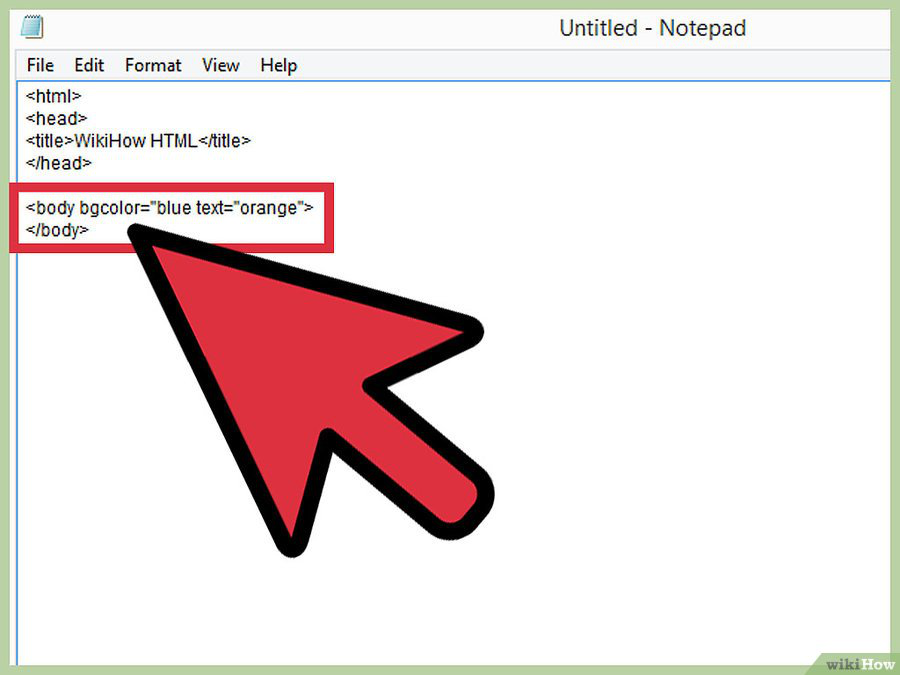 Untitled - Notepad
File Edit Format View Help
<html>
<head>
<title>WikiHow HTML</title>
</head>
<body bgcolor="blue text="orange">
</body>
wikiHow